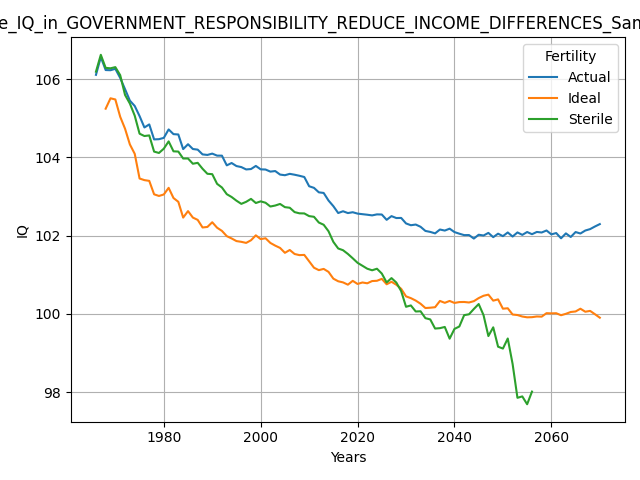 e_IQ_in_GOVERNMENT_RESPONSIBILITY_REDUCE_INCOME_DIFFERENCES_San
Fertility
Actual
Ideal
Sterile
106
104
102
100
98
IQ
1980 2000 2020 2040 2060
Years